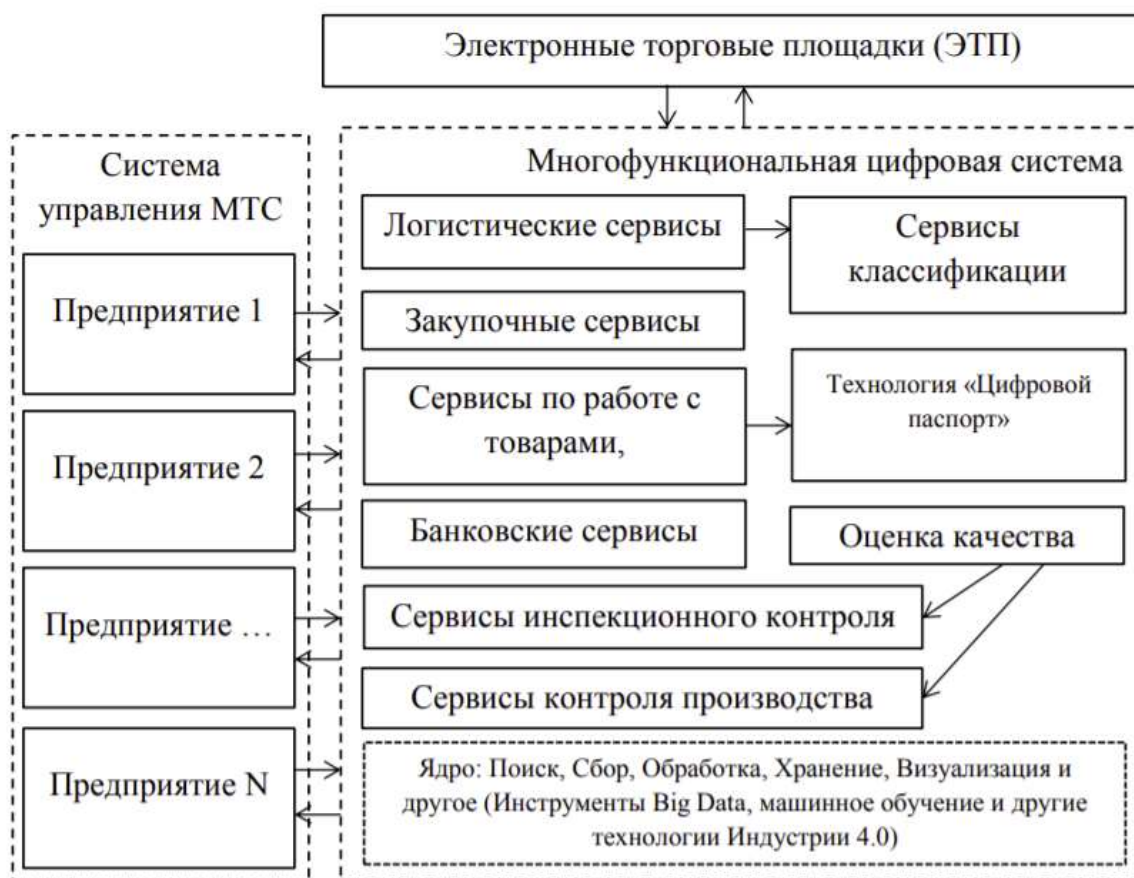 Электронные торговые площадки (ЭТП)
Система
управления МТС
Предприятие 1
Предприятие 2
Предприятие …
Предприятие N
Многофункциональная цифровая система
Логистические сервисы
Сервисы
классификации
Закупочные сервисы
Сервисы по работе с
товарами,
Технология «Цифровой
паспорт»
Банковские сервисы
Оценка качества
Сервисы инспекционного контроля
Сервисы контроля производства
Ядро: Поиск, Сбор, Обработка, Хранение, Визуализация и
другое (Инструменты Big Data, машинное обучение и другие
технологии Индустрии 4.0)